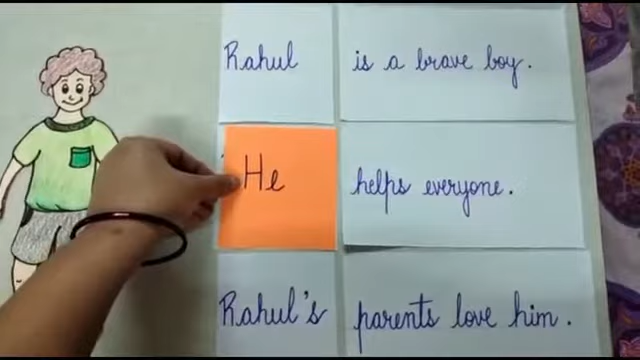 Rahul is a brave boy.
He helps everyone.
Rahul's parents love him.